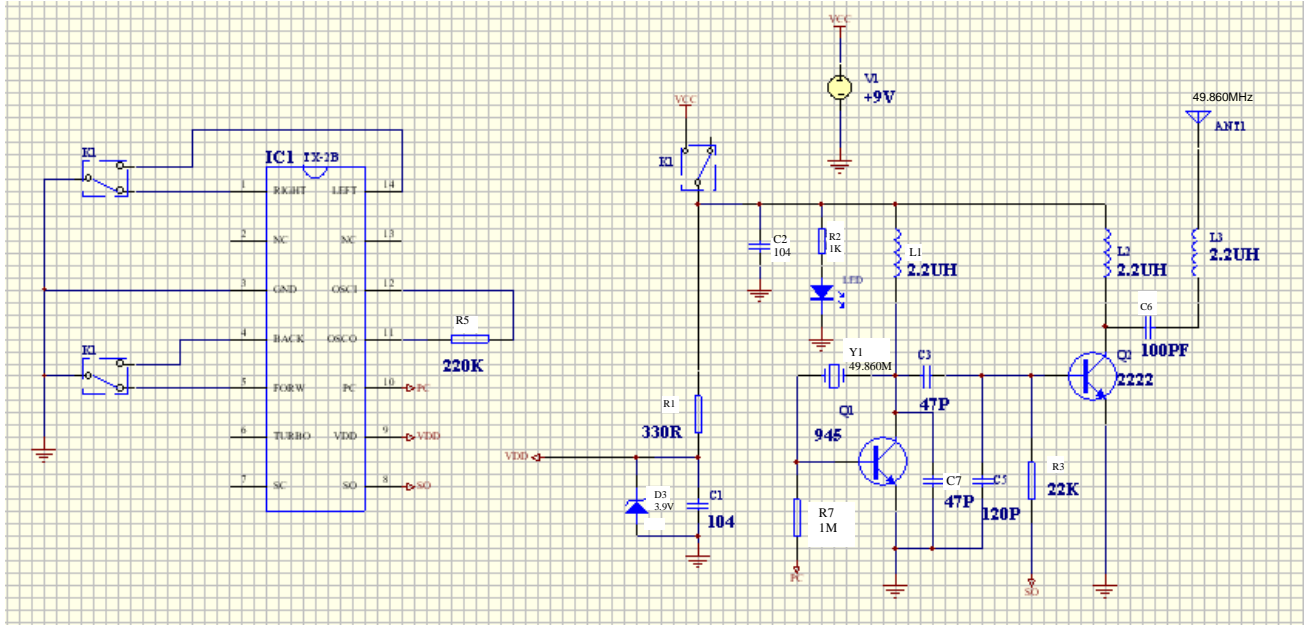 VCC
V1
+9V
49.860MHz
ANT1
VCC
K1
K1
IC1 TX-2B
1 RIGHT LEFT 14
2 NC NC 13
3 GND OSCI 12
4 BACK OSCO 11
5 FORW PC 10 PC
6 TURBO VDD 9 VDD
7 SC SO 8 SO
K1
R5
220K
C2
104
R2
1K
LED
L1
2.2UH
L2
2.2UH
L3
2.2UH
C6
100PF
Y1
49.860M
C3
47P
Q2
2222
Q1
945
R1
330R
VDD
D3
3.9V
C1
104
C7
47P
C5
120P
R3
22K
R7
1M
PC
SO